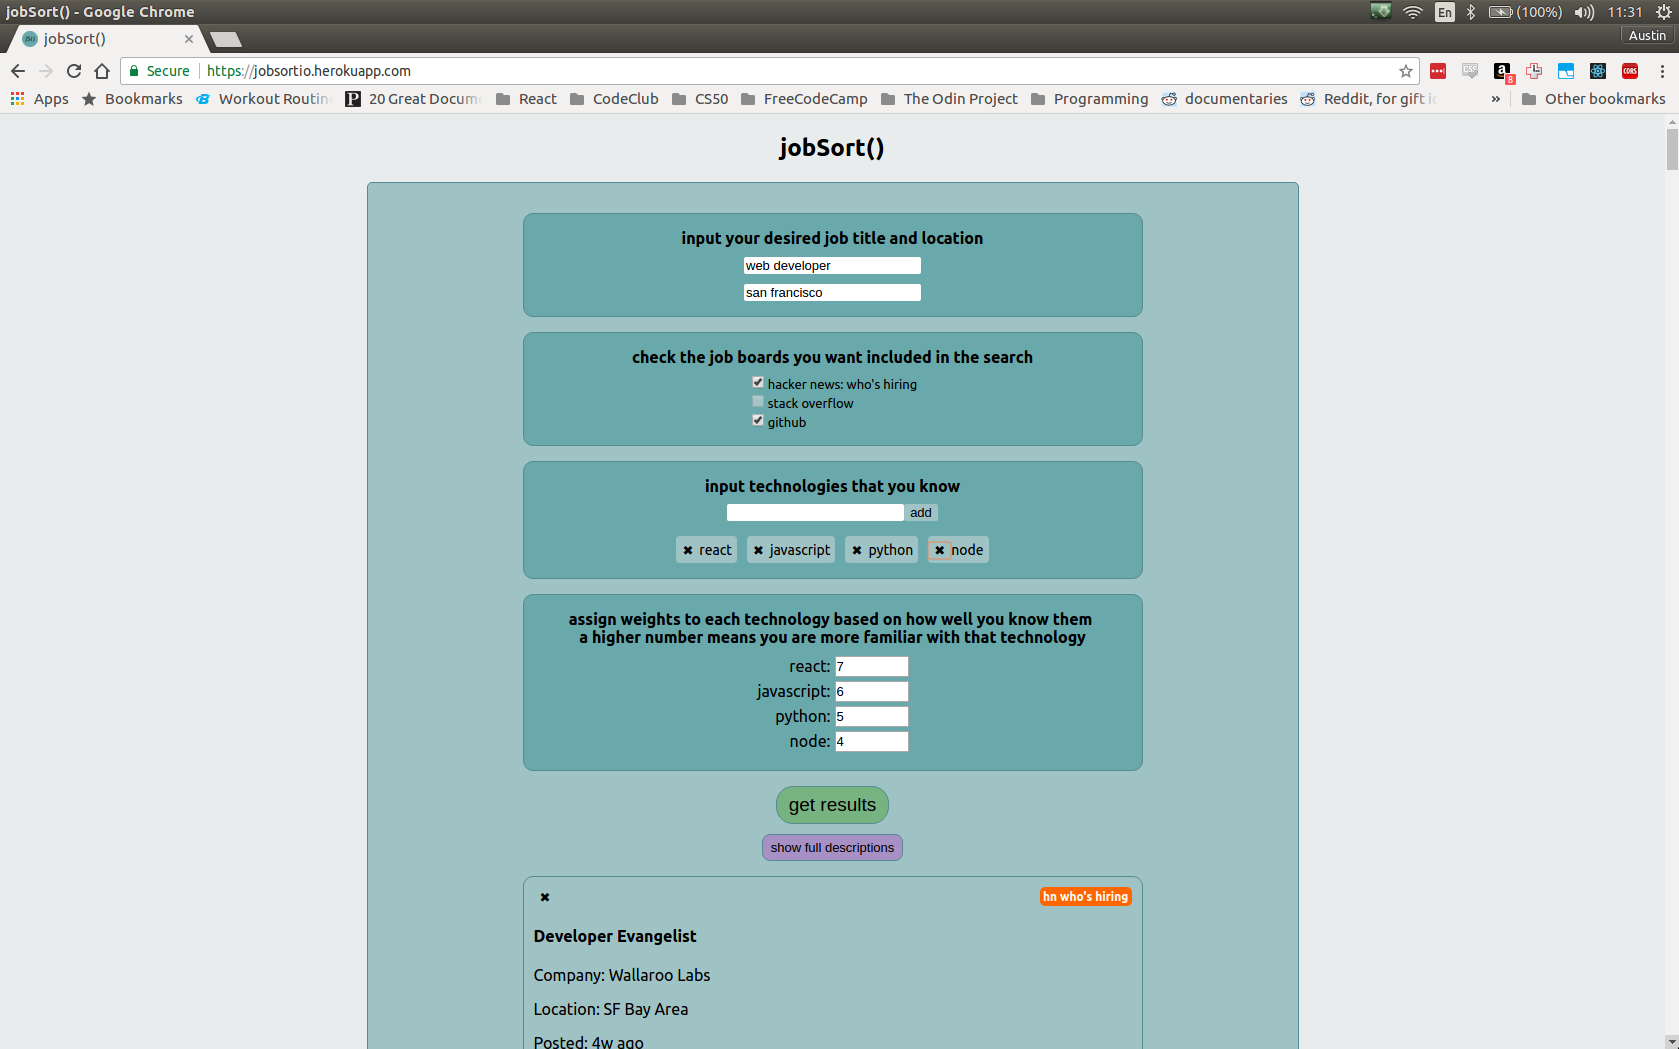 jobSort() - Google Chrome
En
(100%)
11:31
jobSort()
Austin
Secure
https://jobsortio.herokuapp.com
Apps
Bookmarks
Workout Routin
20 Great Docum
React
CodeClub
CS50
FreeCodeCamp
The Odin Project
Programming
documentaries
Reddit, for gift i
»
Other bookmarks
jobSort()
input your desired job title and location
web developer
san francisco
check the job boards you want included in the search
hacker news: who's hiring
stack overflow
github
input technologies that you know
add
✖ react ✖ javascript ✖ python ✖ node
assign weights to each technology based on how well you know them
a higher number means you are more familiar with that technology
react: 7
javascript: 6
python: 5
node: 4
get results
show full descriptions
✖ hn who's hiring
Developer Evangelist
Company: Wallaroo Labs
Location: SF Bay Area
Posted: 4w ago